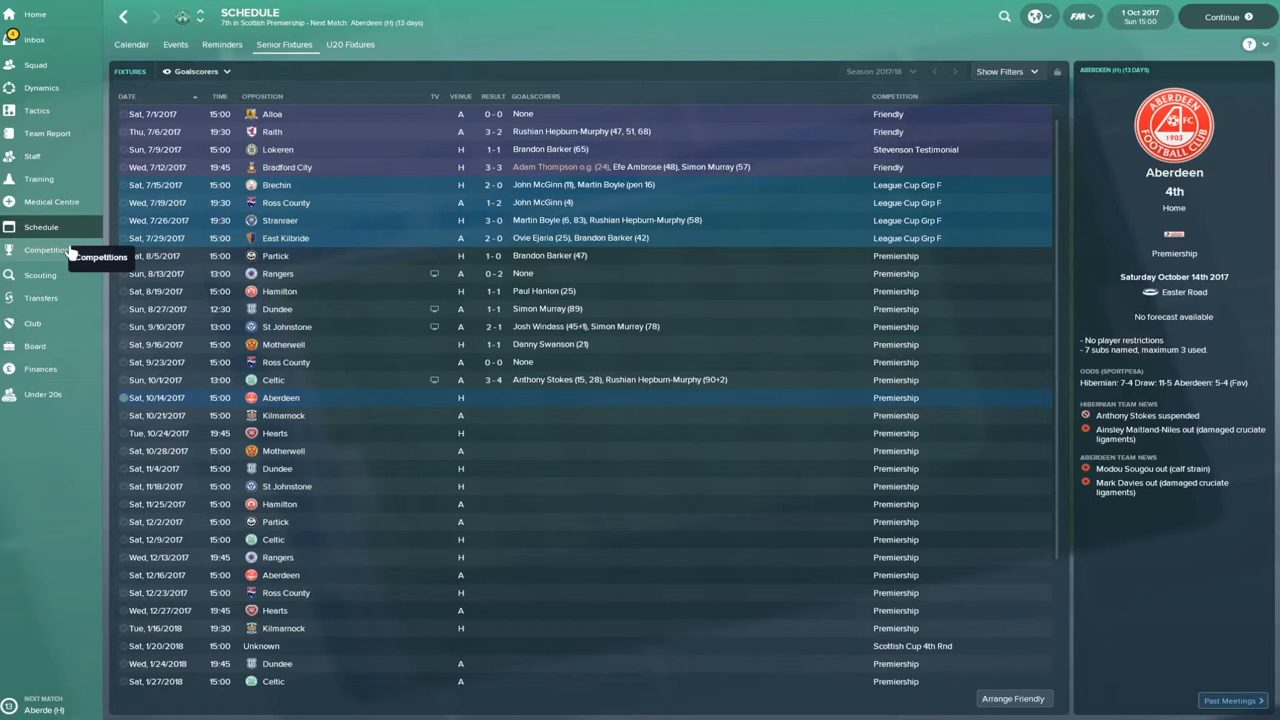 Home
4
Inbox
Squad
Dynamics
Tactics
Team Report
Staff
Training
Medical Centre
Schedule
Competitions
Scouting
Transfers
Club
Board
Finances
Under 20s
13
NEXT MATCH
Aberde (H)
SCHEDULE
7th in Scottish Premiership - Next Match: Aberdeen (H) (13 days)
FM
1 Oct 2017
Sun 15:00
Continue
Calendar Events Reminders Senior Fixtures U20 Fixtures
?
FIXTURES Goalscorers Season 2017/18 Show Filters
DATE TIME OPPOSITION TV VENUE RESULT GOALSCORERS COMPETITION
Sat, 7/1/2017 15:00 Alloa A 0 - 0 None Friendly
Thu, 7/6/2017 19:30 Raith A 3 - 2 Rushian Hepburn-Murphy (47, 51, 68) Friendly
Sun, 7/9/2017 15:00 Lokeren A 1 - 1 Brandon Barker (65) Stevenson Testimonial
Wed, 7/12/2017 19:45 Bradford City H 3 - 3 Adam Thompson o.g (24), Efe Ambrose (48), Simon Murray (57) Friendly
Sat, 7/15/2017 15:00 Brechin H 2 - 0 John McGinn (11), Martin Boyle (pen 16) League Cup Grp F
Wed, 7/19/2017 19:30 Ross County A 1 - 2 John McGinn (4) League Cup Grp F
Wed, 7/26/2017 19:30 Stranraer H 3 - 0 Martin Boyle (6, 83), Rushian Hepburn-Murphy (58) League Cup Grp F
Sat, 7/29/2017 15:00 East Kilbride A 2 - 0 Ovie Ejaria (25), Brandon Barker (42) League Cup Grp F
Sat, 8/5/2017 15:00 Partick H 1 - 0 Brandon Barker (47) Premiership
Sun, 8/13/2017 13:00 Rangers A 0 - 2 None Premiership
Sat, 8/19/2017 15:00 Hamilton H 1 - 1 Paul Hanlon (25) Premiership
Sun, 8/27/2017 12:30 Dundee A 1 - 1 Simon Murray (89) Premiership
Sun, 9/10/2017 13:00 St Johnstone A 2 - 1 Josh Windass (45+1), Simon Murray (78) Premiership
Sat, 9/16/2017 15:00 Motherwell H 1 - 1 Danny Swanson (21) Premiership
Sat, 9/23/2017 15:00 Ross County A 0 - 0 None Premiership
Sun, 10/1/2017 13:00 Celtic A 3 - 4 Anthony Stokes (15, 28), Rushian Hepburn-Murphy (90+2) Premiership
Sat, 10/14/2017 15:00 Aberdeen H Premiership
Sat, 10/21/2017 15:00 Kilmarnock A Premiership
Tue, 10/24/2017 19:45 Hearts H Premiership
Sat, 10/28/2017 15:00 Motherwell A Premiership
Sat, 11/4/2017 15:00 Dundee H Premiership
Sat, 11/18/2017 15:00 St Johnstone H Premiership
Sat, 11/25/2017 15:00 Hamilton A Premiership
Sat, 12/2/2017 15:00 Partick A Premiership
Sat, 12/9/2017 15:00 Celtic H Premiership
Wed, 12/13/2017 19:45 Rangers H Premiership
Sat, 12/16/2017 15:00 Aberdeen A Premiership
Sat, 12/23/2017 15:00 Ross County H Premiership
Wed, 12/27/2017 19:45 Hearts A Premiership
Tue, 1/16/2018 19:30 Kilmarnock H Premiership
Sat, 1/20/2018 15:00 Unknown Scottish Cup 4th Rnd
Wed, 1/24/2018 19:45 Dundee A Premiership
Sat, 1/27/2018 15:00 Celtic A Premiership
Arrange Friendly
ABERDEEN (H) (13 DAYS)
ABERDEEN
FOOTBALL CLUB
1903
Aberdeen
4th
Home
Premiership
Saturday October 14th 2017
Easter Road
No forecast available
- No player restrictions
- 7 subs named, maximum 3 used.
ODDS (SPORTPESA)
Hibernian: 7-4 Draw: 11-5 Aberdeen: 5-4 (Fav)
HIBERNIAN TEAM NEWS
Anthony Stokes suspended
Ainsley Maitland-Niles out (damaged cruciate
ligaments)
ABERDEEN TEAM NEWS
Modou Sougou out (calf strain)
Mark Davies out (damaged cruciate
ligaments)
Past Meetings